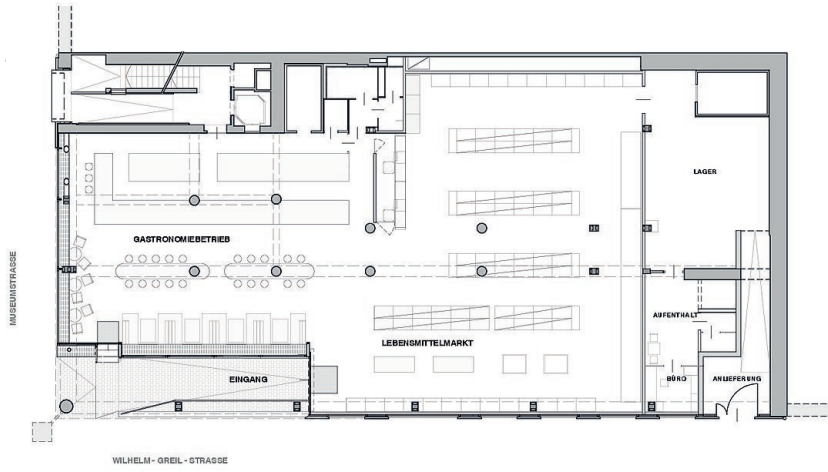 LAGER
GASTRONOMIEBETRIEB
MUSEUMSTRASSE
AUFENTHALT
LEBENSMITTELMARKT
EINGANG
BÜRO
ANLIEFERUNG
WILHELM - GREIL - STRASSE